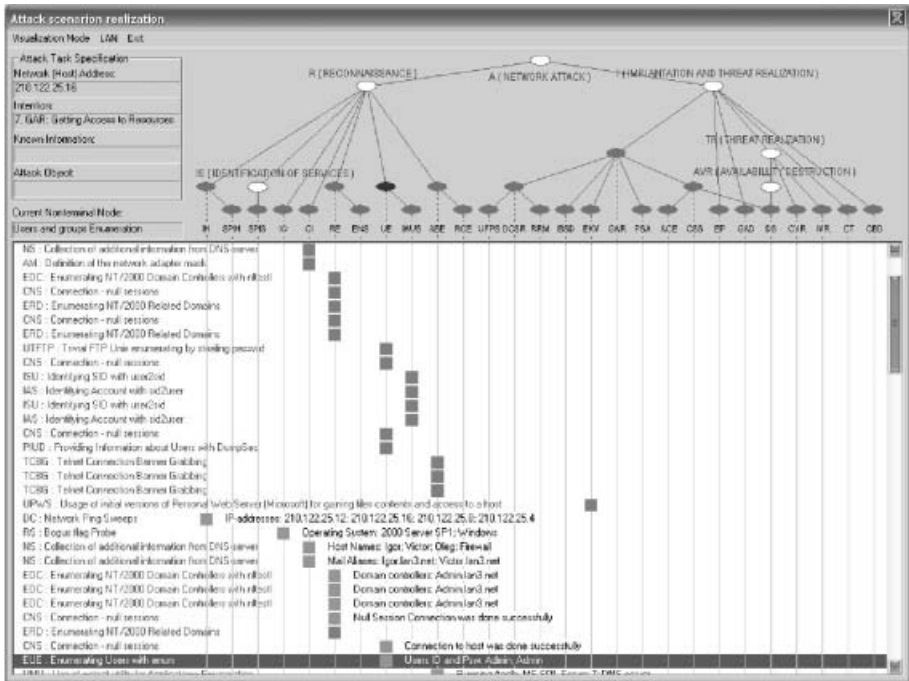 Attack scenarion realization
Visualization Mode LAN Exit
Attack Task Specification
Network (Host) Address:
210.122.25.16
Intention:
7. GAR: Getting Access to Resources
Known Information:
Attack Object:
Current Nonterminal Node:
Users and groups Enumeration
R ( RECONNAISSANCE )
A ( NETWORK ATTACK )
I (IMPLANTATION AND THREAT REALIZATION )
TR (THREAT REALIZATION )
IS ( IDENTIFICATION OF SERVICES )
AVR (AVAILABILITY DESTRUCTION )
IH SPIH SPIS IO CI RE ENS UE ABE RCE UFPS DCSR RRM EKV GAR ACE EP GAD CT CBD
NS : Collection of additional information from DNS-server
AM : Definition of the network adapter mask
EDC : Enumerating NT/2000 Domain Controllers with nltest
CNS : Connection - null sessions
ERD : Enumerating NT/2000 Related Domains
CNS : Connection - null sessions
ERD : Enumerating NT/2000 Related Domains
UTFTP : Trivial FTP Unix enumerating by stealing
CNS : Connection - null sessions
ISU : Identifying SID with user2sid
IAS : Identifying Account with sid2user
ISU : Identifying SID with user2sid
IAS : Identifying Account with sid2user
CNS : Connection - null sessions
PIUD : Providing Information about Users with DumpSec
TCBG : Telnet Connection Banner Grabbing
TCBG : Telnet Connection Banner Grabbing
TCBG : Telnet Connection Banner Grabbing
UPWS : Usage of initial versions of Personal Web Server (Microsoft) for gaining files contents and access to a host
DC : Network Ping Sweeps IP-addresses: 210.122.25.12; 210.122.25.16; 210.122.25.8; 210.122.25.4
RS : Bogus flag Probe Operating System: 2000 Server SP1; Windows
NS : Collection of additional information from DNS-server Host Names: Igor; Victor; Oleg; Firewall
NS : Collection of additional information from DNS-server Mail Aliases: Igor.lan3.net; Victor.lan3.net
EDC : Enumerating NT/2000 Domain Controllers with nltest Domain controllers: Admin.lan3.net
EDC : Enumerating NT/2000 Domain Controllers with nltest Domain controllers: Admin.lan3.net
EDC : Enumerating NT/2000 Domain Controllers with nltest Domain controllers: Admin.lan3.net
CNS : Connection - null sessions Null Session Connection was done successfully
ERD : Enumerating NT/2000 Related Domains
CNS : Connection - null sessions Connection to host was done successfully
EUE : Enumerating Users with enum Users ID and Psw: Admin; Admin